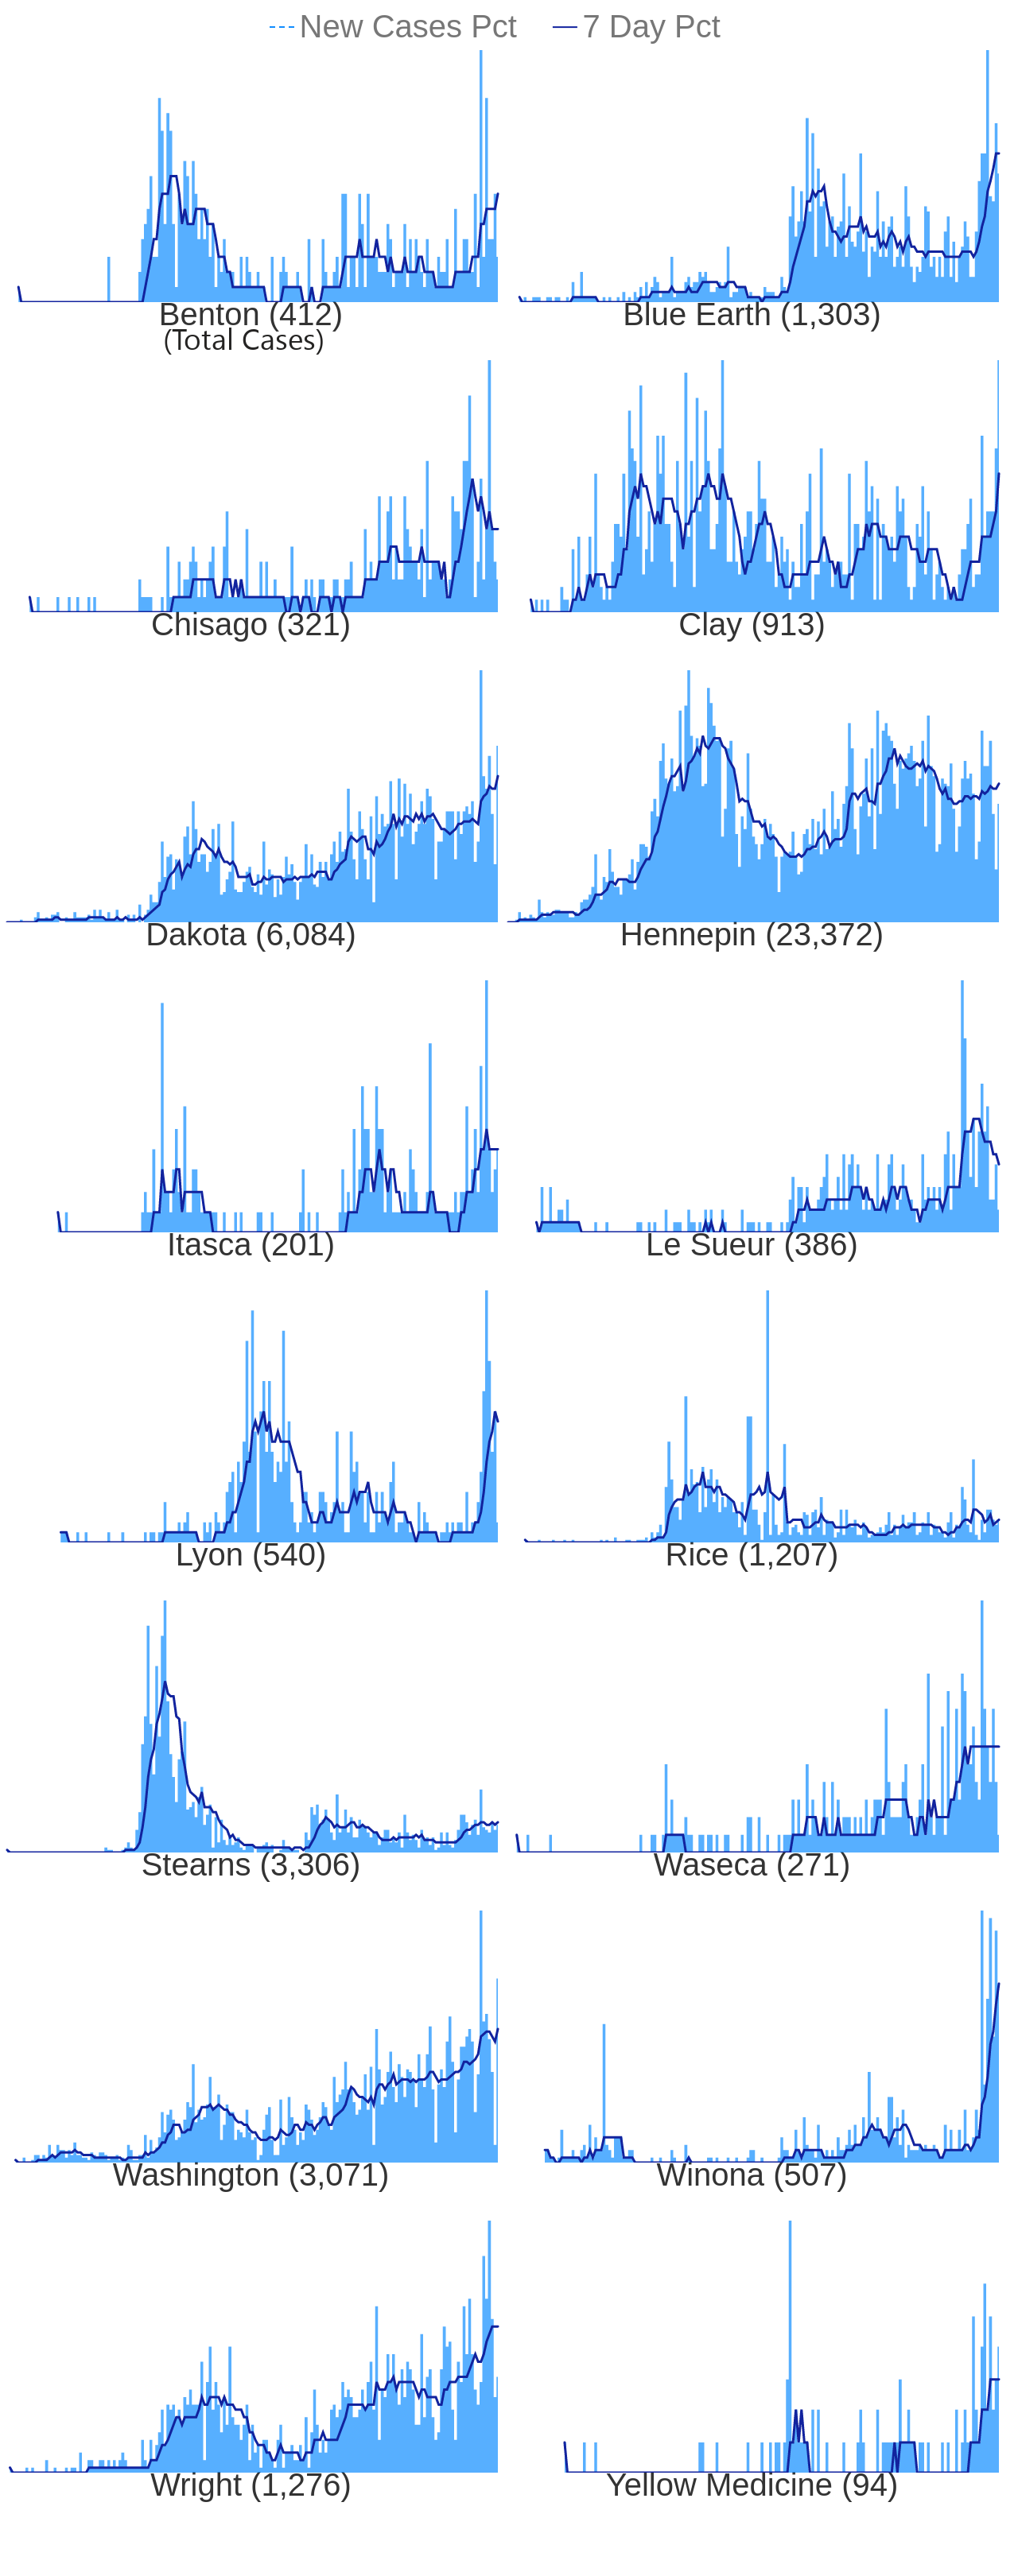 New Cases Pct 7 Day Pct
Benton (412) Blue Earth (1,303)
(Total Cases)
Chisago (321) Clay (913)
Dakota (6,084) Hennepin (23,372)
Itasca (201) Le Sueur (386)
Lyon (540) Rice (1,207)
Stearns (3,306) Waseca (271)
Washington (3,071) Winona (507)
Wright (1,276) Yellow Medicine (94)